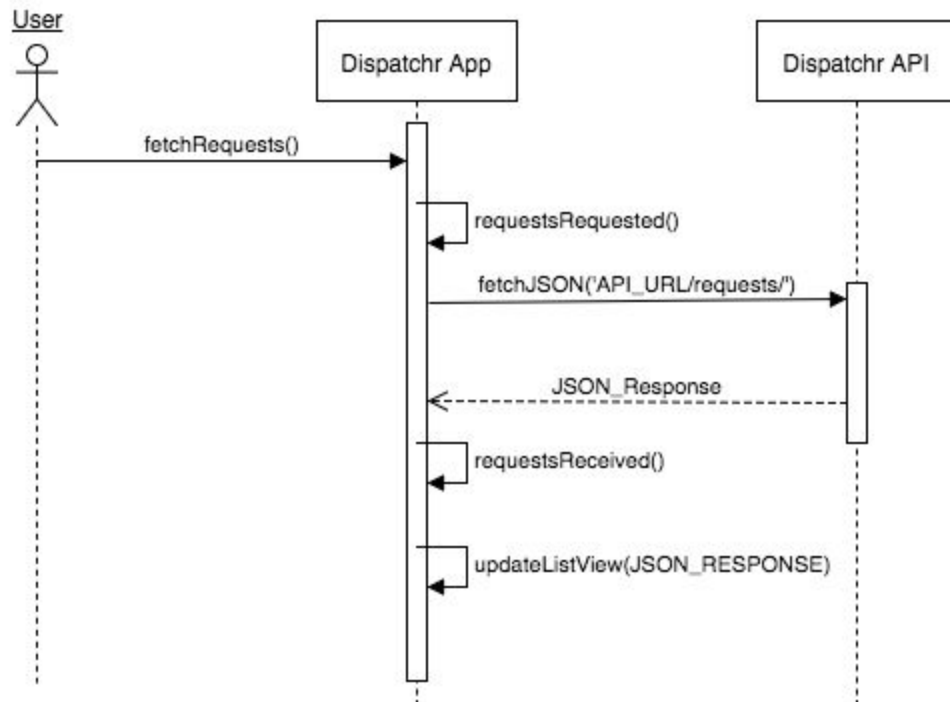 User
Dispatchr App
Dispatchr API
fetchRequests()
requestsRequested()
fetchJSON('API_URL/requests/')
JSON_Response
requestsReceived()
updateListView(JSON_RESPONSE)